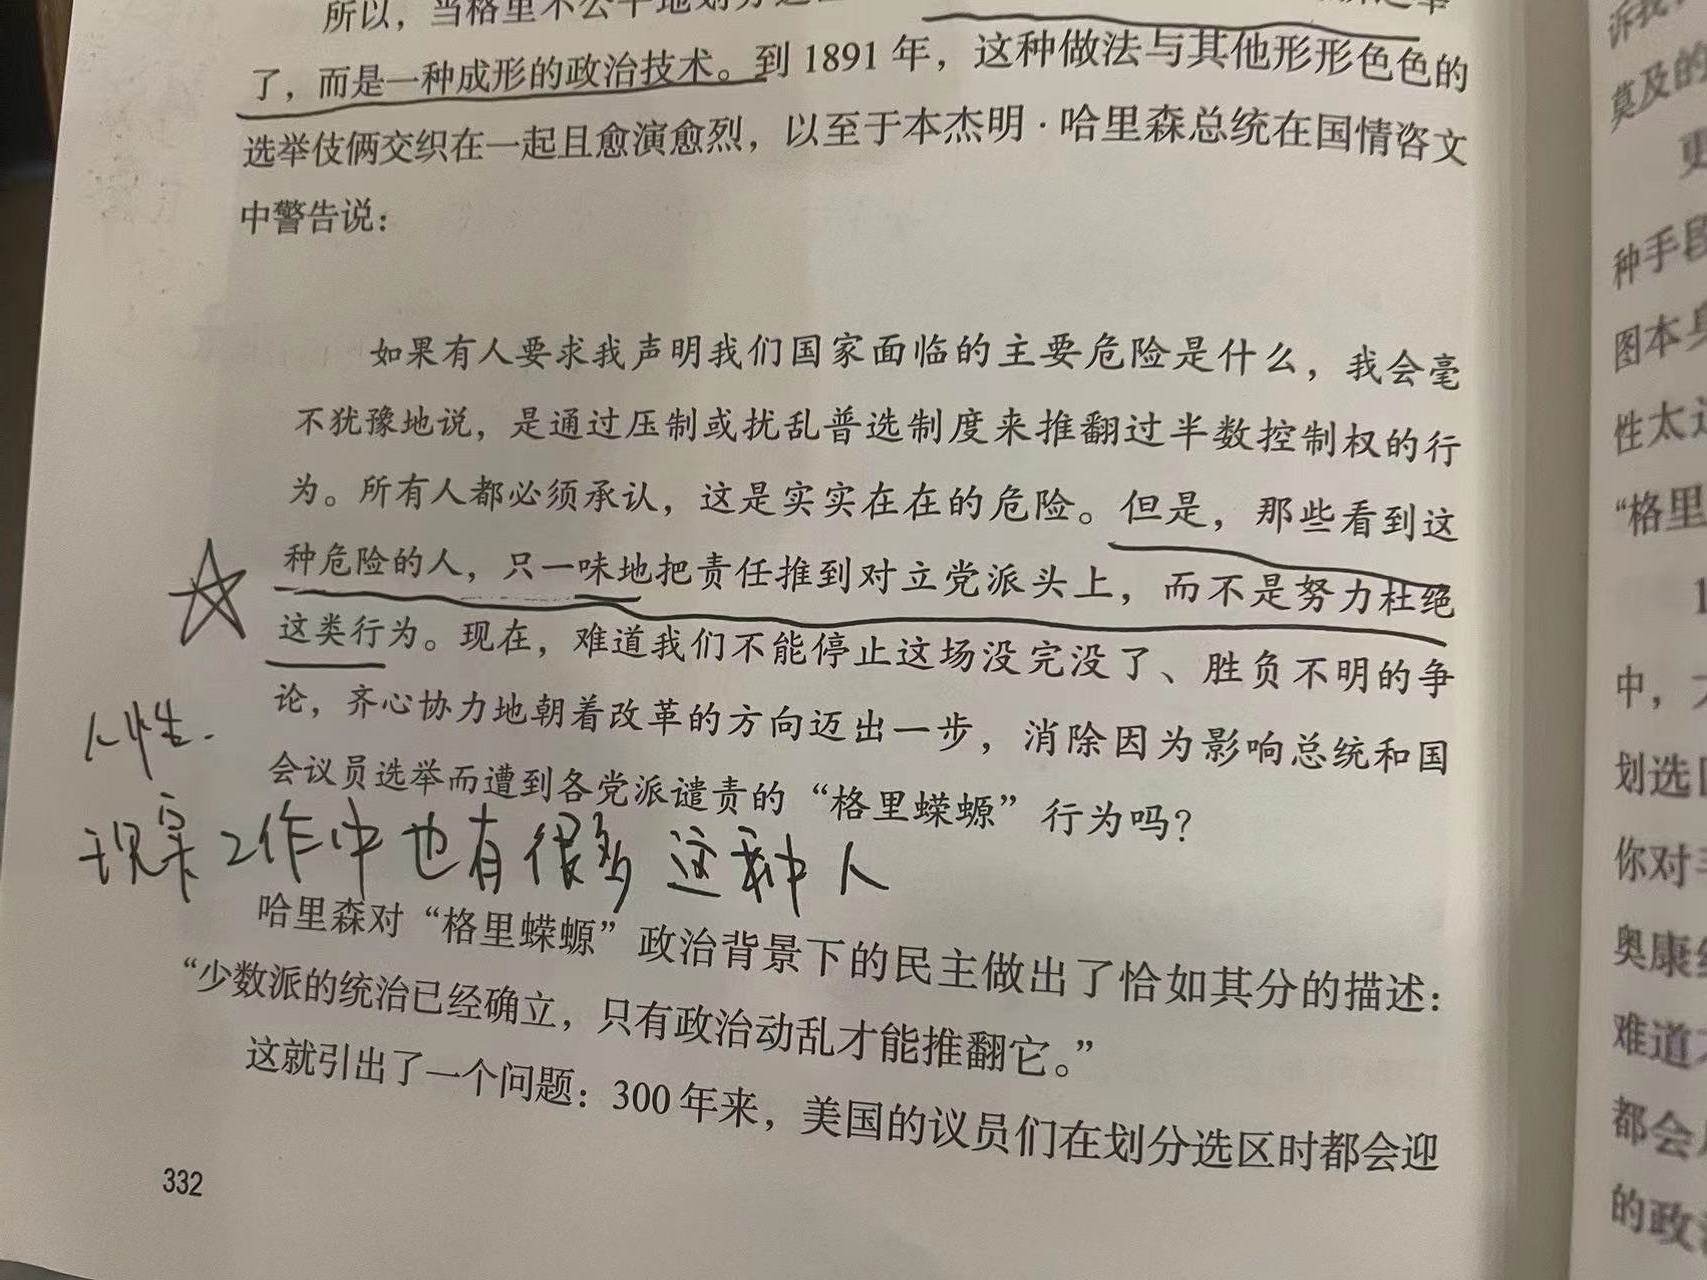 所以，当格里不公平地划分选
了，而是一种成形的政治技术。到 1891 年，这种做法与其他形形色色的
选举伎俩交织在一起且愈演愈烈，以至于本杰明·哈里森总统在国情咨文
中警告说：
如果有人要求我声明我们国家面临的主要危险是什么，我会毫
不犹豫地说，是通过压制或扰乱普选制度来推翻过半数控制权的行
为。所有人都必须承认，这是实实在在的危险。但是，那些看到这
种危险的人，只一味地把责任推到对立党派头上，而不是努力杜绝
这类行为。现在，难道我们不能停止这场没完没了、胜负不明的争
论，齐心协力地朝着改革的方向迈出一步，消除因为影响总统和国
会议员选举而遭到各党派谴责的“格里蝾螈”行为吗？
人性.
现实工作中也有很多这种人
哈里森对“格里蝾螈”政治背景下的民主做出了恰如其分的描述：
“少数派的统治已经确立，只有政治动乱才能推翻它。”
这就引出了一个问题：300 年来，美国的议员们在划分选区时都会迎
332
诉我
莫及的
更
种手段
图本身
性太
“格里
中，
划选区
你对
奥康
难道
都会
的政